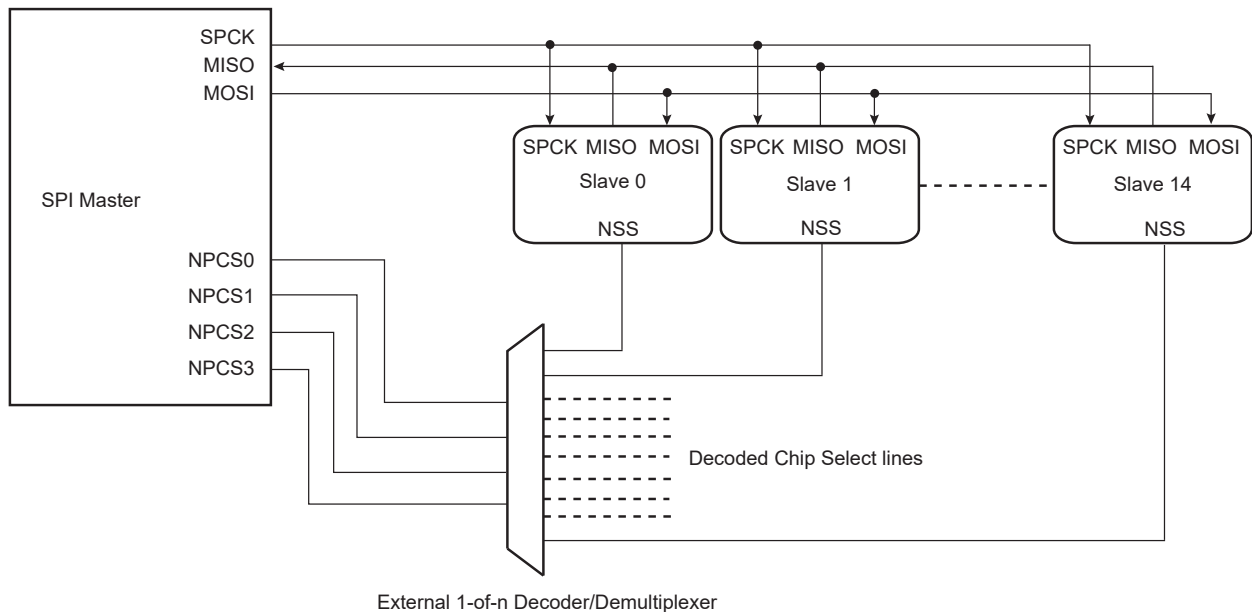 SPCK
MISO
MOSI
SPI Master
NPCS0
NPCS1
NPCS2
NPCS3
SPCK MISO MOSI
Slave 0
NSS
SPCK MISO MOSI
Slave 1
NSS
SPCK MISO MOSI
Slave 14
NSS
Decoded Chip Select lines
External 1-of-n Decoder/Demultiplexer